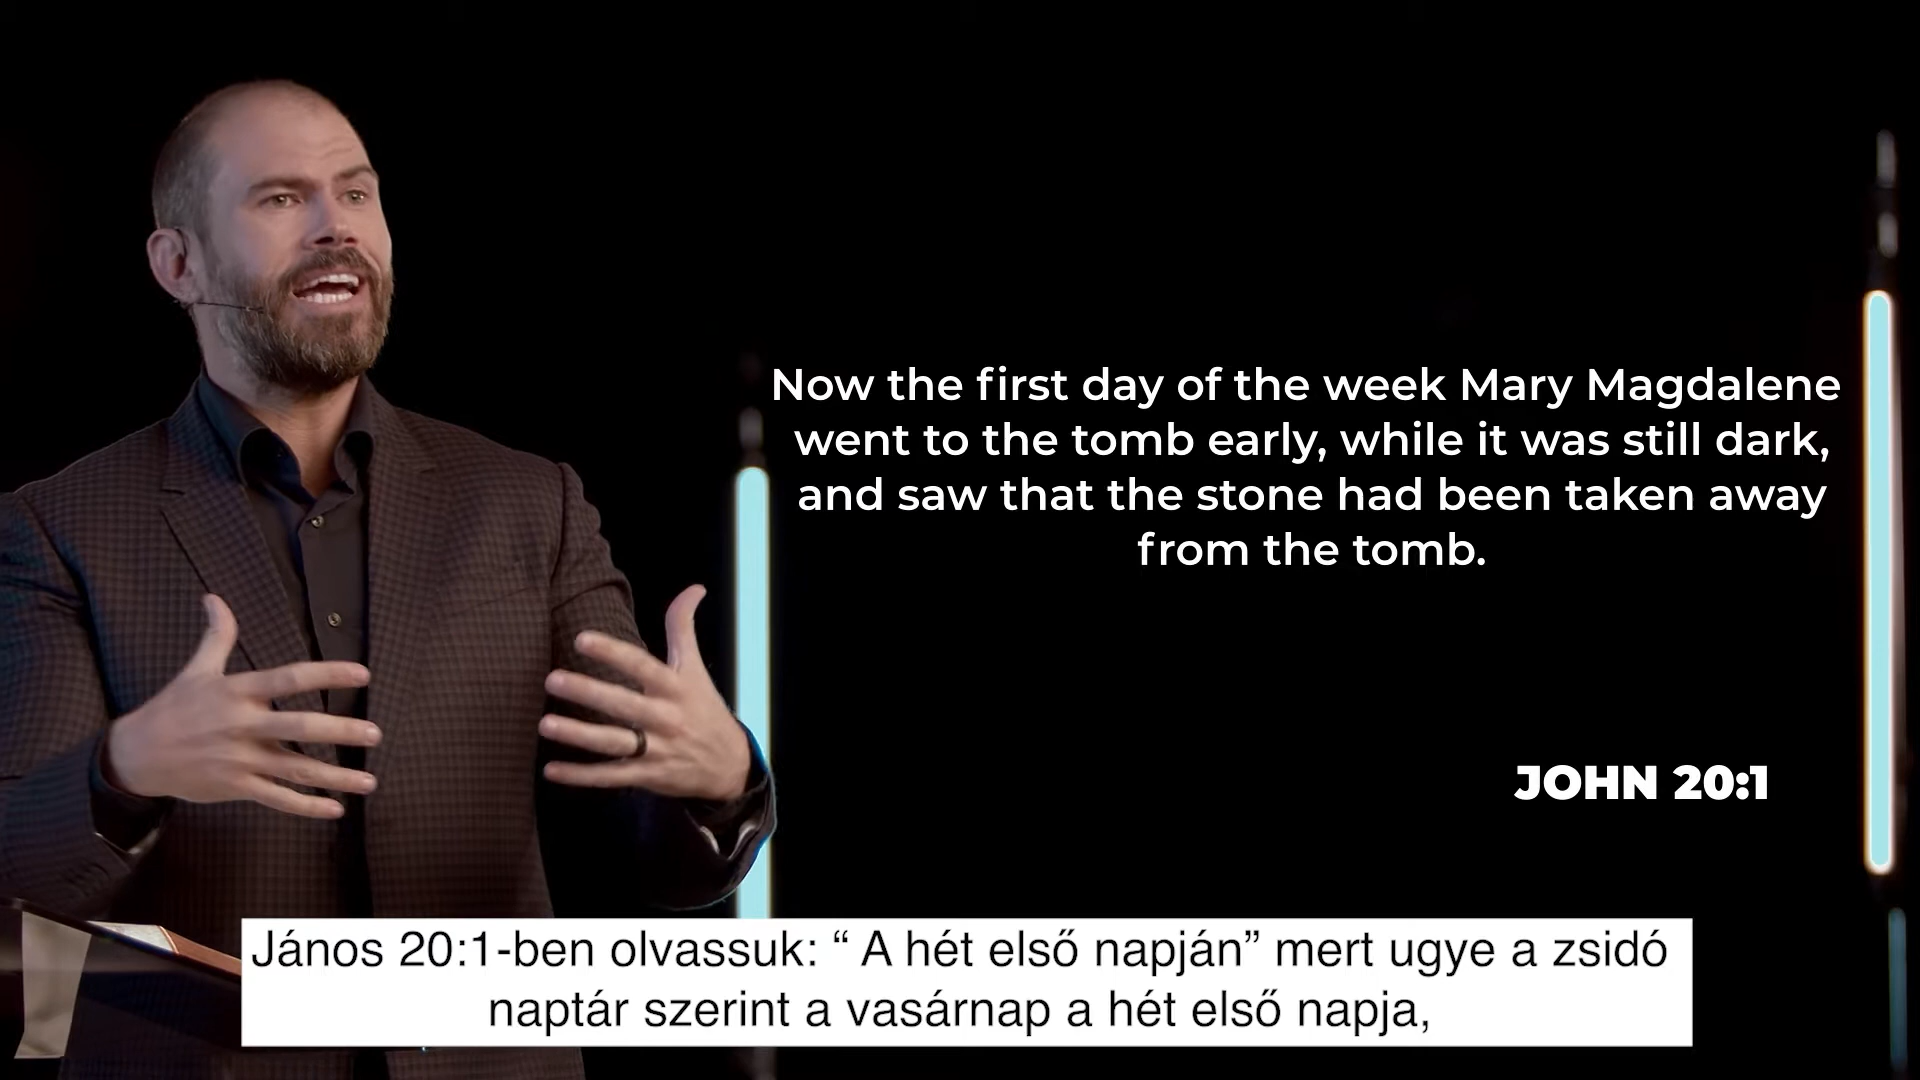 Now the first day of the week Mary Magdalene
went to the tomb early, while it was still dark,
and saw that the stone had been taken away
from the tomb.
JOHN 20:1
János 20:1-ben olvassuk: “ A hét első napján” mert ugye a zsidó
naptár szerint a vasárnap a hét első napja,